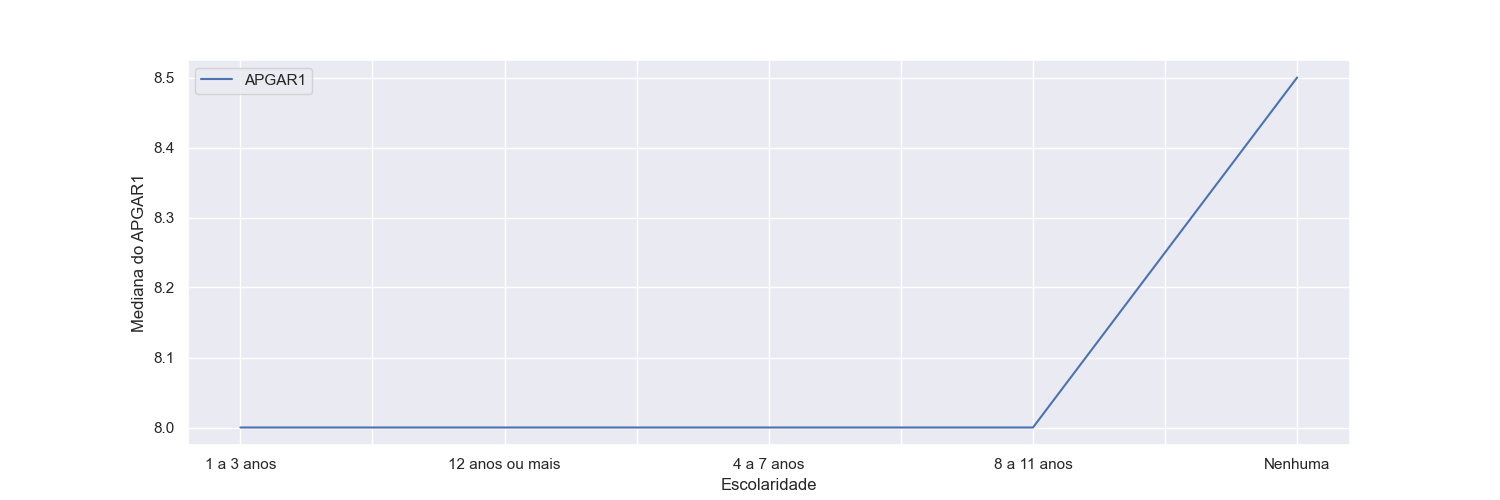 APGAR1
8.5
8.4
8.3
8.2
8.1
8.0
Mediana do APGAR1
1 a 3 anos 12 anos ou mais 4 a 7 anos 8 a 11 anos Nenhuma
Escolaridade